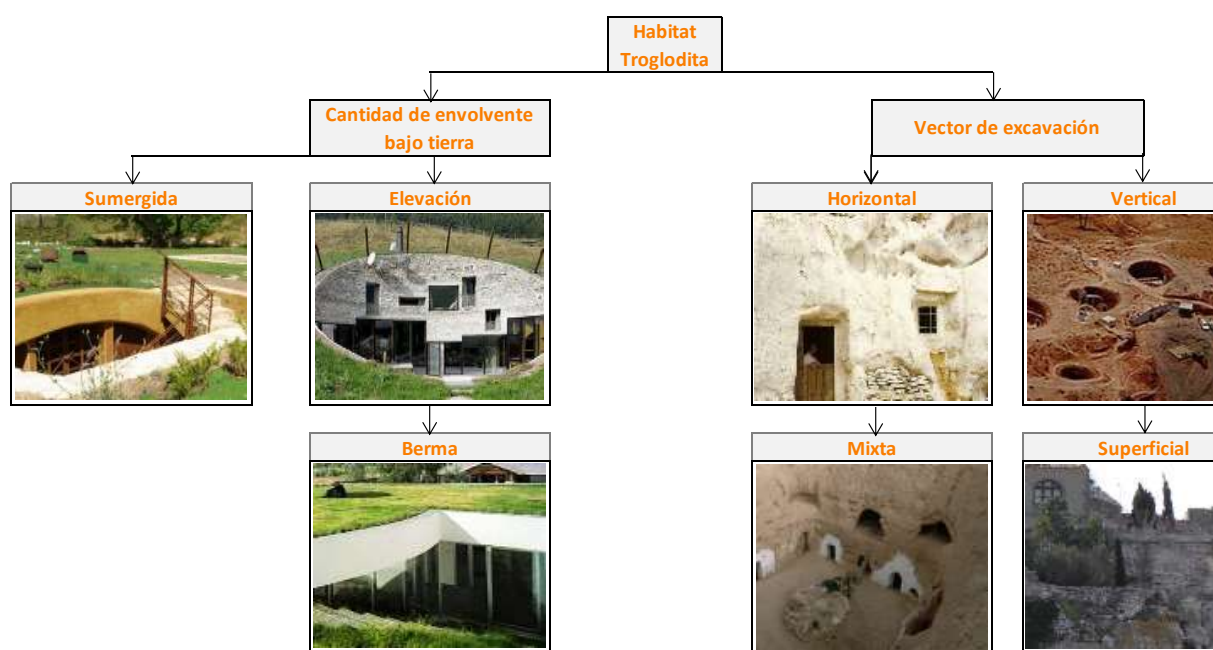 Habitat
Troglodita
Cantidad de envolvente
bajo tierra
Vector de excavación
Sumergida
Elevación
Horizontal
Vertical
Berma
Mixta
Superficial